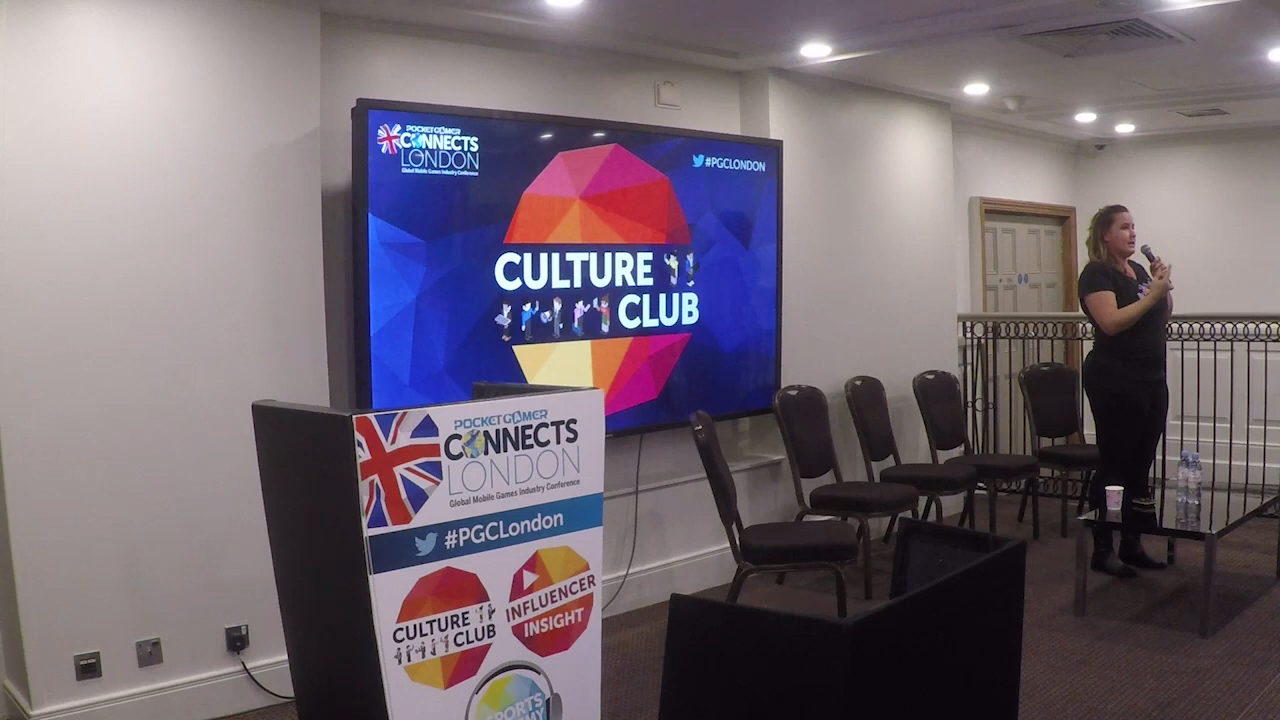 POCKET GAMER
CONNECTS
LONDON
Global Mobile Games Industry Conference
#PGCLONDON
CULTURE
CLUB
POCKET GAMER
CONNECTS
LONDON
Global Mobile Games Industry Conference
#PGCLondon
CULTURE
CLUB
INFLUENCER
INSIGHT